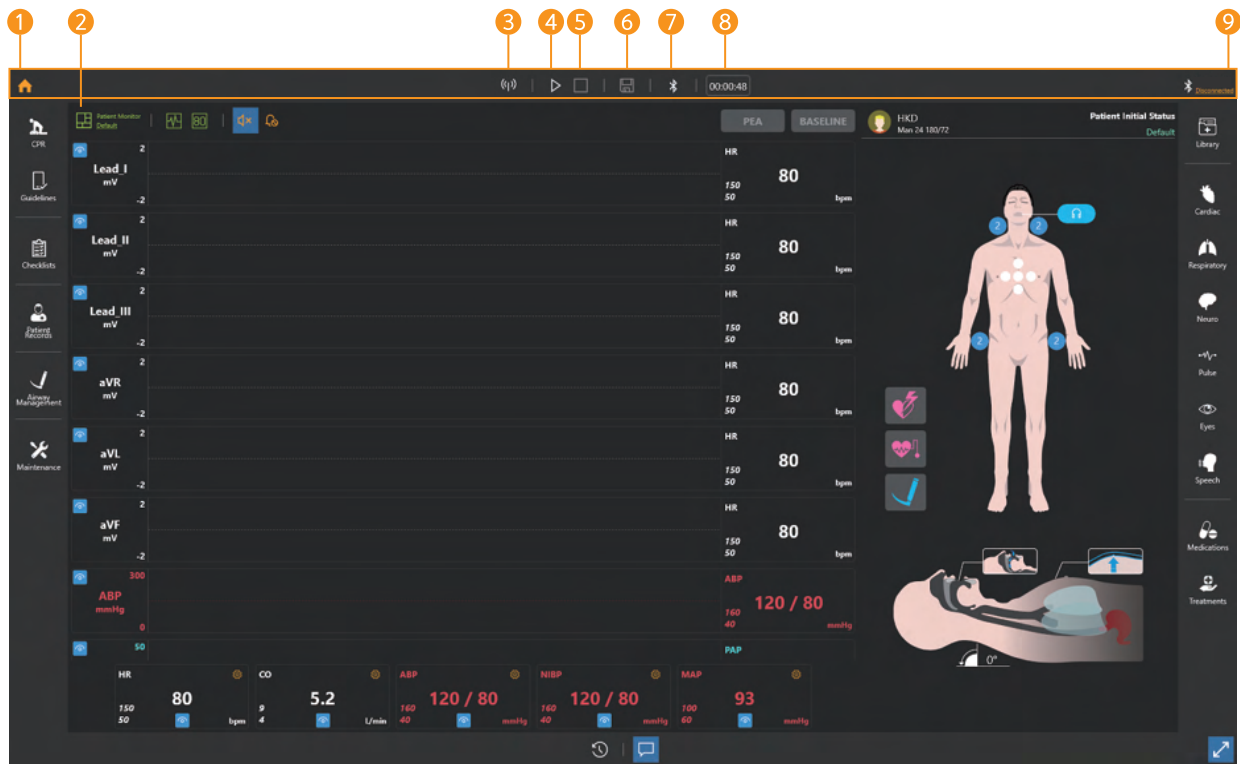 1 2 3 4 5 6 7 8 9
00:00:48
Disconnected
CPR
Guidelines
Checklists
Patient
Records
Airway
Management
Maintenance
Patient Monitor
Default
80
PEA
BASELINE
2
Lead_I
mV
-2
HR
80
150
50
bpm
2
Lead_II
mV
-2
HR
80
150
50
bpm
2
Lead_III
mV
-2
HR
80
150
50
bpm
2
aVR
mV
-2
HR
80
150
50
bpm
2
aVL
mV
-2
HR
80
150
50
bpm
2
aVF
mV
-2
HR
80
150
50
bpm
300
ABP
mmHg
0
ABP
120 / 80
160
40
mmHg
50
PAP
HR
80
150
50
bpm
CO
5.2
9
4
L/min
ABP
120 / 80
160
40
mmHg
NIBP
120 / 80
160
40
mmHg
MAP
93
100
60
mmHg
HKD
Man 24 180/72
Patient Initial Status
Default
2 2
2 2
0°
Library
Cardiac
Respiratory
Neuro
Pulse
Eyes
Speech
Medications
Treatments